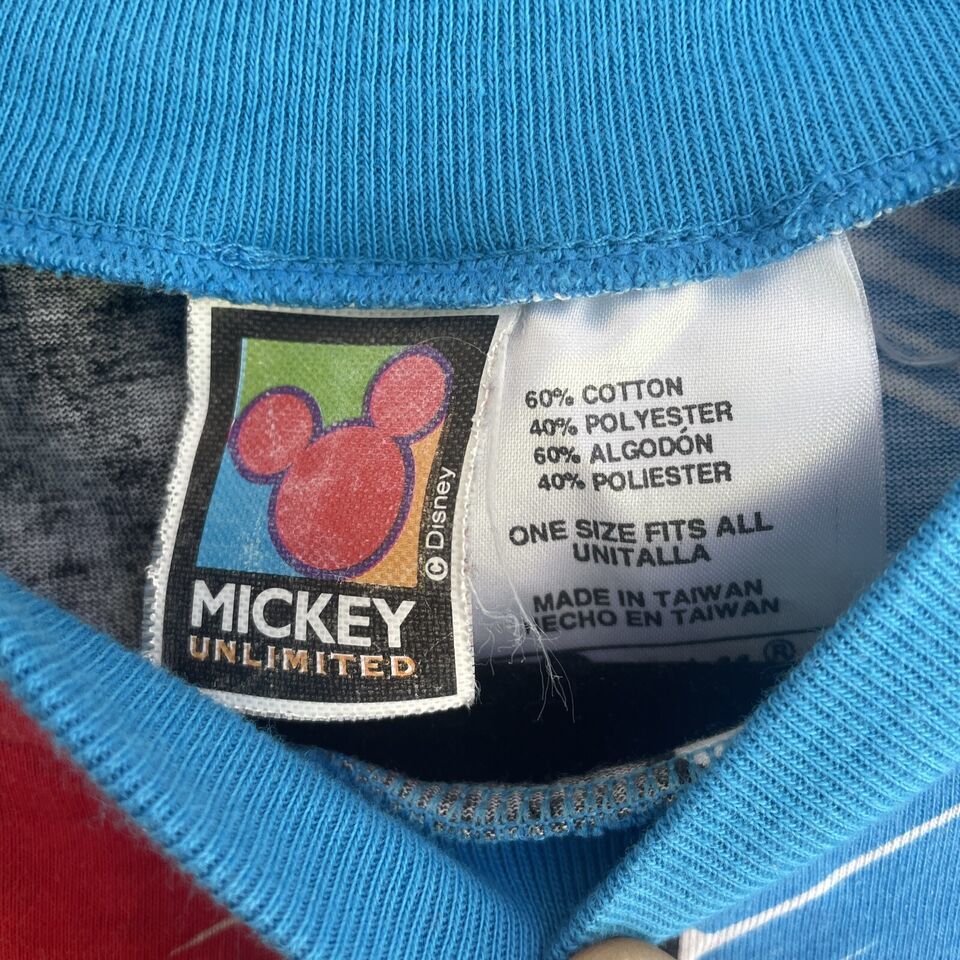 © Disney
MICKEY
UNLIMITED
60% COTTON
40% POLYESTER
60% ALGODÓN
40% POLIESTER
ONE SIZE FITS ALL
UNITALLA
MADE IN TAIWAN
HECHO EN TAIWAN
®